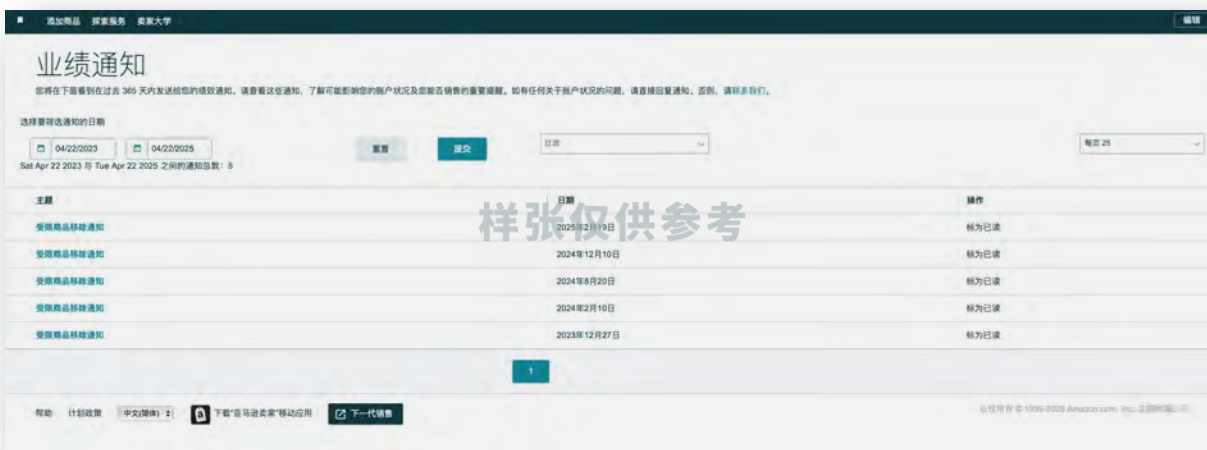 添加商品 探索服务 卖家大学 编辑
业绩通知
您将在下面看到在过去 365 天内发送给您的绩效通知。请查看这些通知，了解可能影响您的账户状况及您能否销售的重要提醒。如有任何关于账户状况的问题，请直接回复通知。否则，请联系我们。
选择要筛选通知的日期
04/22/2023 04/22/2025 重置 提交 过滤 每页 25
Sat Apr 22 2023 与 Tue Apr 22 2025 之间的通知总数：5
主题 日期 操作
样张仅供参考
受限商品移除通知 2025年2月19日 标为已读
受限商品移除通知 2024年12月10日 标为已读
受限商品移除通知 2024年8月20日 标为已读
受限商品移除通知 2024年2月10日 标为已读
受限商品移除通知 2023年12月27日 标为已读
1
帮助 计划政策 中文(简体) a 下载"亚马逊卖家"移动应用 下一代销售 版权所有 © 1999-2025 Amazon.com, Inc.